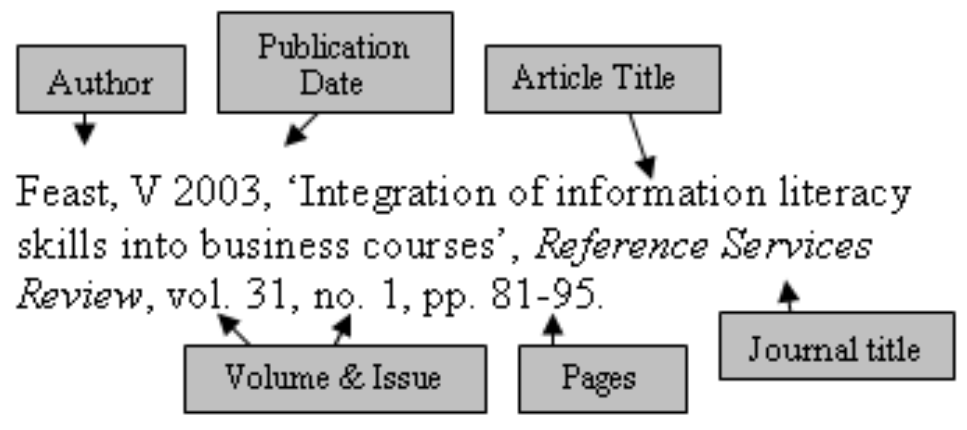 Author
Publication
Date
Article Title
Feast, V 2003, ‘Integration of information literacy
skills into business courses’, Reference Services
Review, vol. 31, no. 1, pp. 81-95.
Volume & Issue
Pages
Journal title